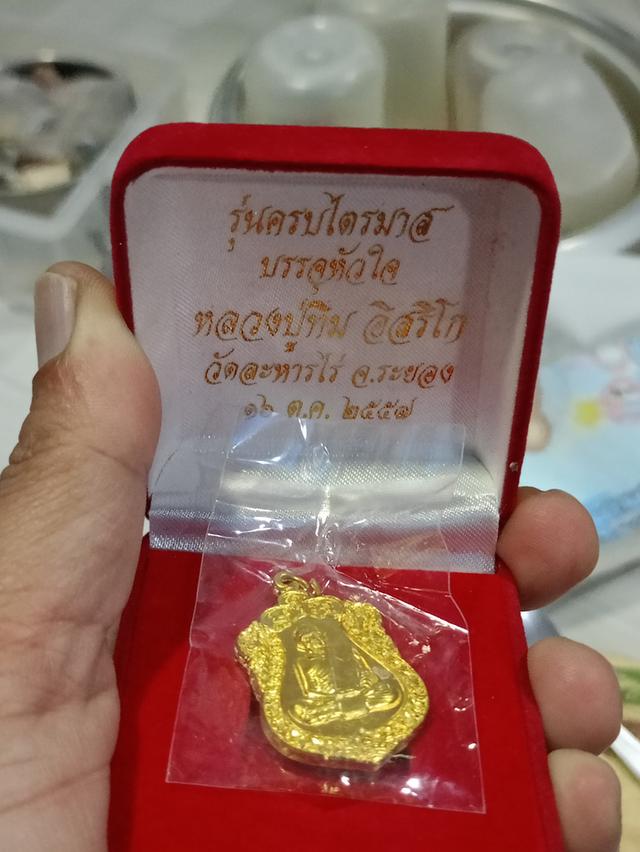 รุ่นครบไตรมาส
บรรจุหัวใจ
หลวงปู่ทิม อิสริโก
วัดละหารไร่ จ.ระยอง
๑๖ ต.ค. ๒๕๕๗